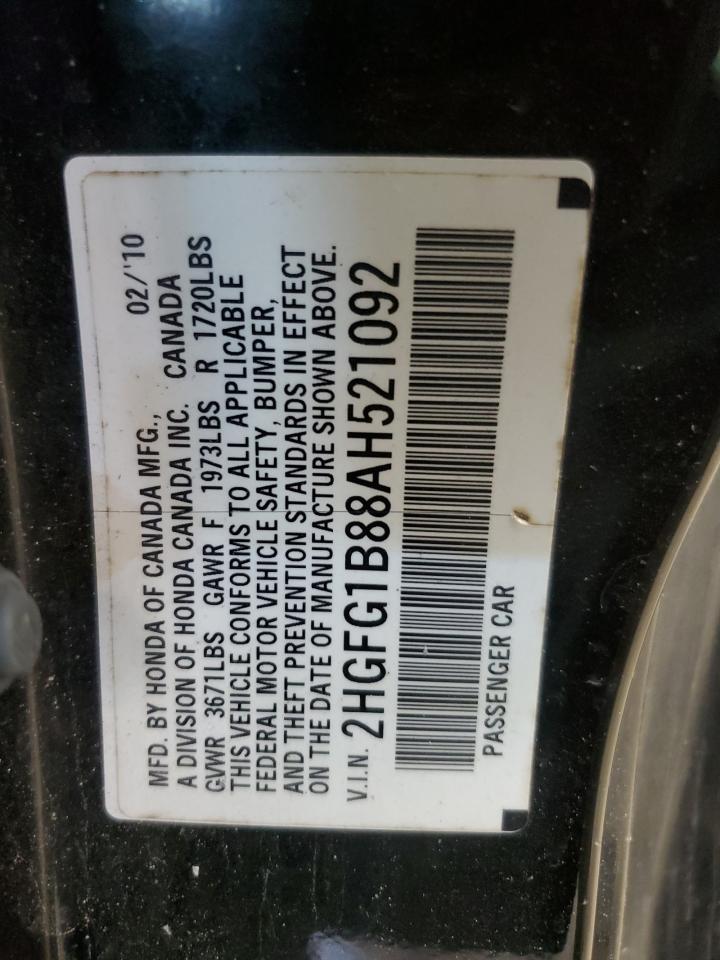 MFD. BY HONDA OF CANADA MFG., 02/'10
A DIVISION OF HONDA CANADA INC. CANADA
GVWR 3671LBS GAWR F 1973LBS R 1720LBS
THIS VEHICLE CONFORMS TO ALL APPLICABLE
FEDERAL MOTOR VEHICLE SAFETY, BUMPER,
AND THEFT PREVENTION STANDARDS IN EFFECT
ON THE DATE OF MANUFACTURE SHOWN ABOVE.
V.I.N. 2HGFG1B88AH521092
PASSENGER CAR